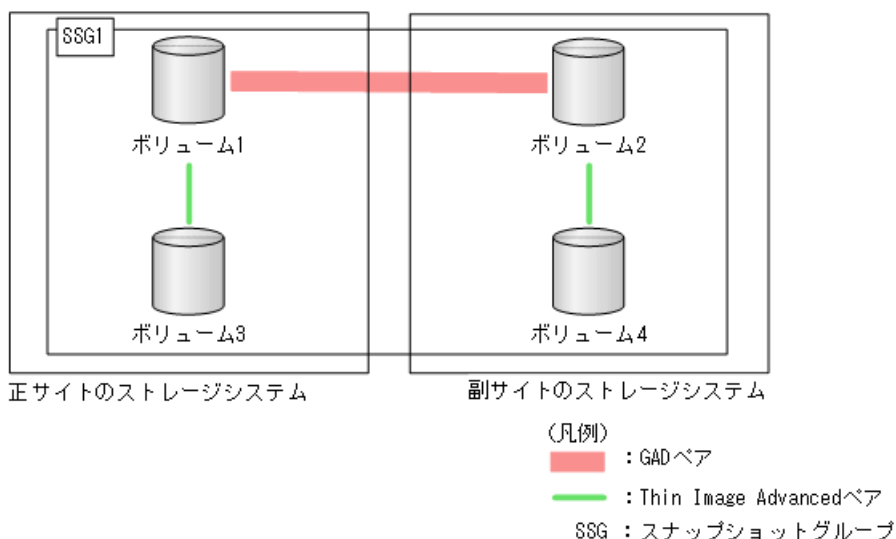 SSG1
ボリューム1
ボリューム2
ボリューム3
ボリューム4
正サイトのストレージシステム
副サイトのストレージシステム
(凡例)
：GADペア
：Thin Image Advancedペア
SSG ：スナップショットグループ